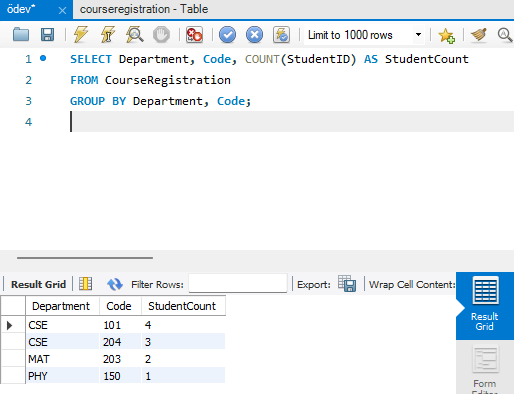 ödev* × courseregistration - Table
Limit to 1000 rows
1 SELECT Department, Code, COUNT(StudentID) AS StudentCount
2 FROM CourseRegistration
3 GROUP BY Department, Code;
4
Result Grid Filter Rows: Export: Wrap Cell Content:
Department Code StudentCount
CSE 101 4
CSE 204 3
MAT 203 2
PHY 150 1
Result
Grid
Form